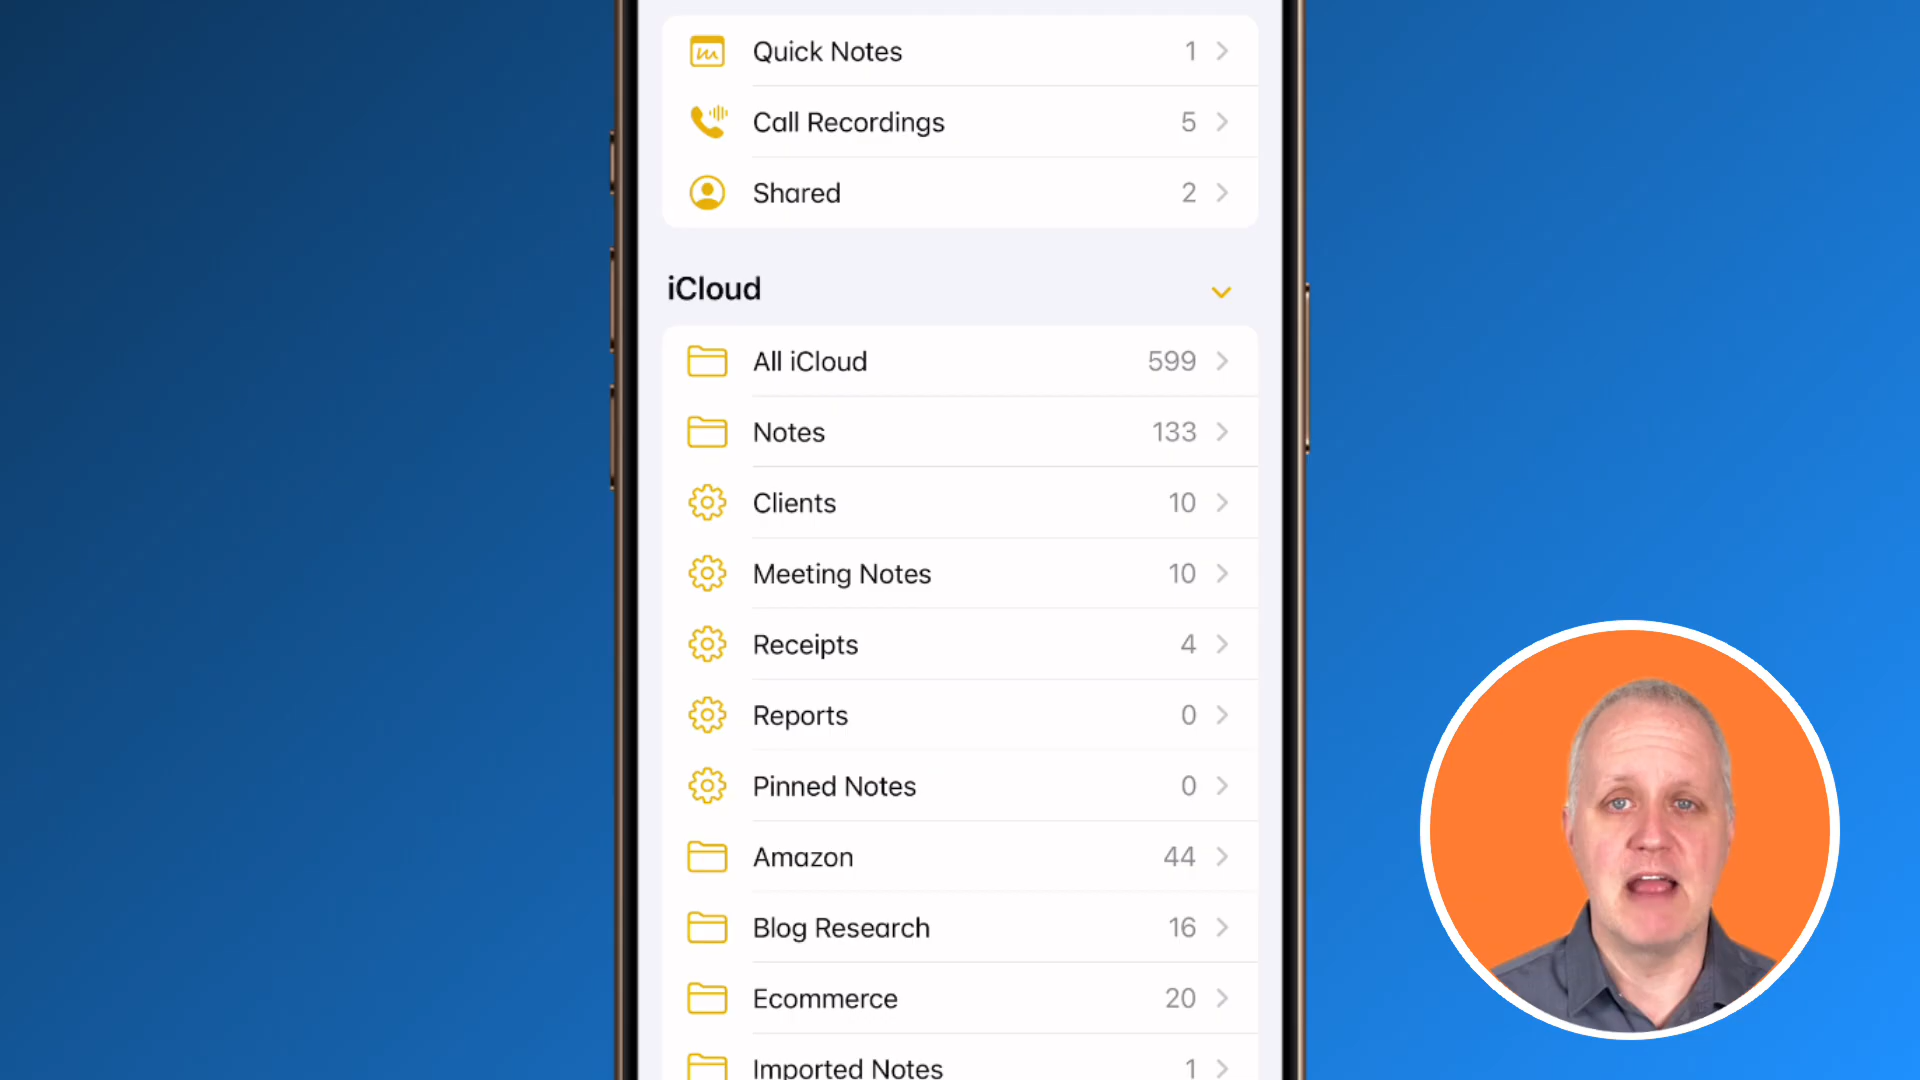 Quick Notes 1
Call Recordings 5
Shared 2
iCloud
All iCloud 599
Notes 133
Clients 10
Meeting Notes 10
Receipts 4
Reports 0
Pinned Notes 0
Amazon 44
Blog Research 16
Ecommerce 20
Imported Notes 1